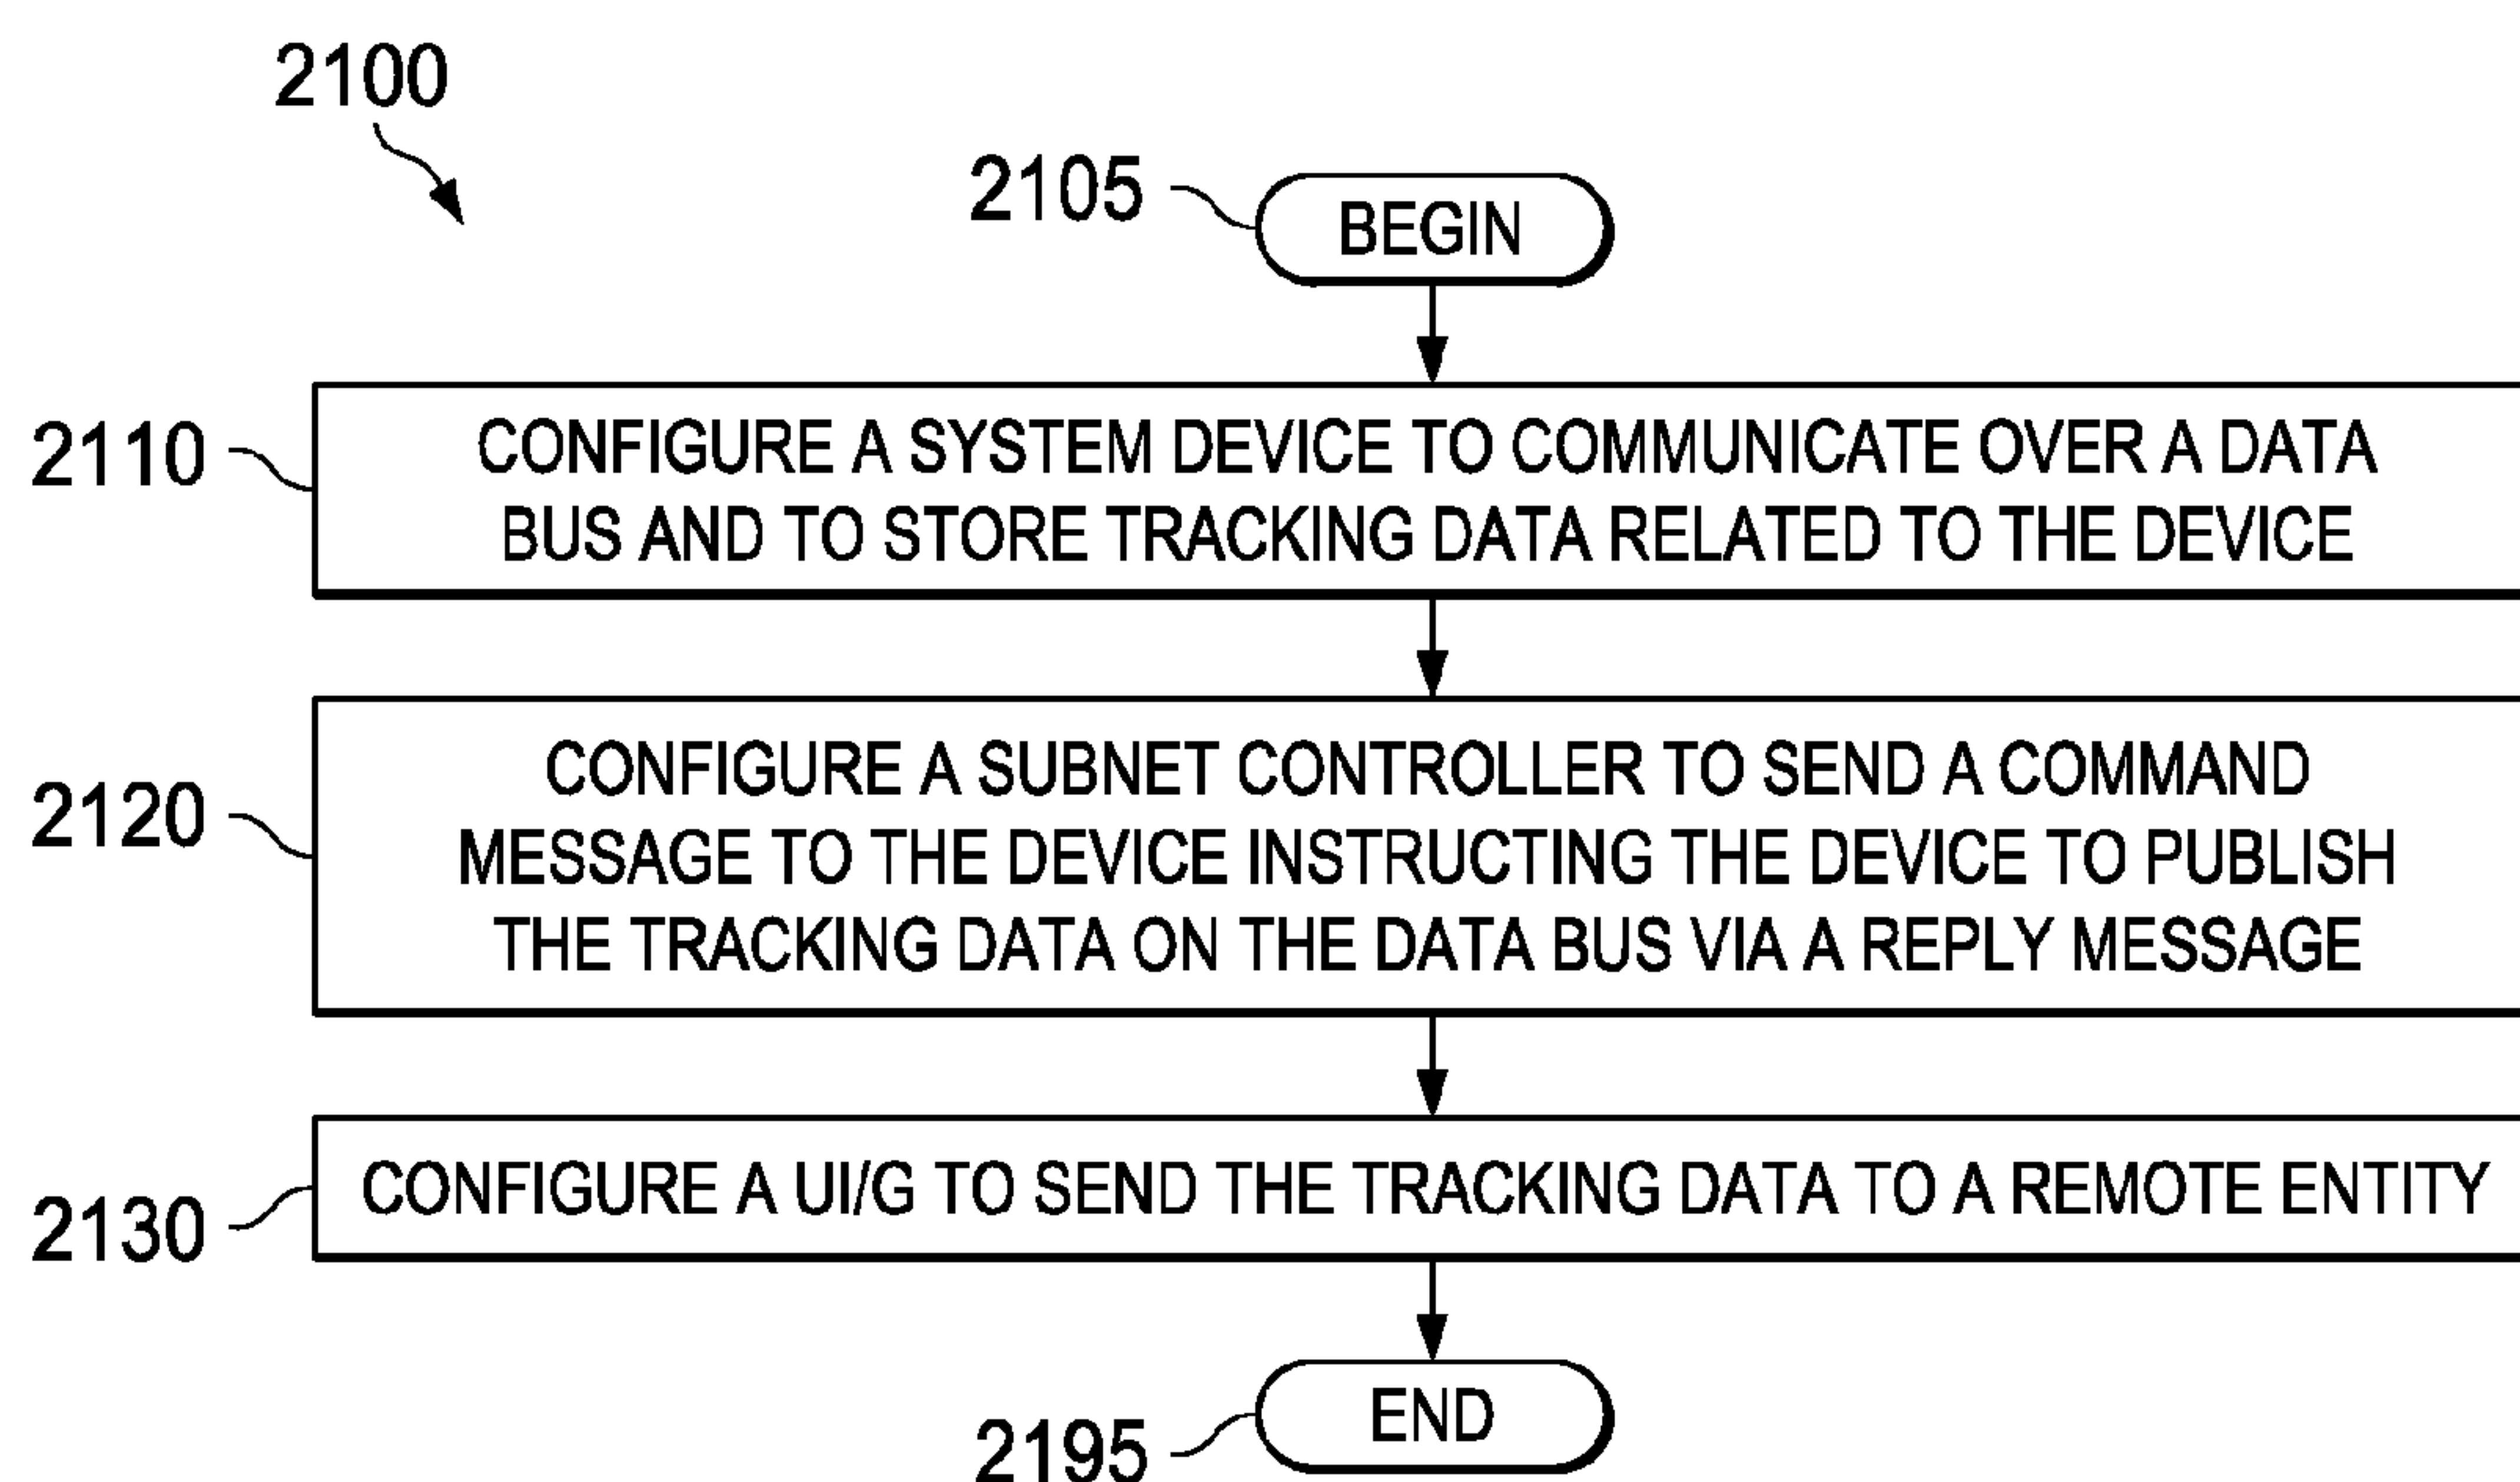 2100
2105
BEGIN
2110
CONFIGURE A SYSTEM DEVICE TO COMMUNICATE OVER A DATA
BUS AND TO STORE TRACKING DATA RELATED TO THE DEVICE
2120
CONFIGURE A SUBNET CONTROLLER TO SEND A COMMAND
MESSAGE TO THE DEVICE INSTRUCTING THE DEVICE TO PUBLISH
THE TRACKING DATA ON THE DATA BUS VIA A REPLY MESSAGE
2130
CONFIGURE A UI/G TO SEND THE TRACKING DATA TO A REMOTE ENTITY
2195
END